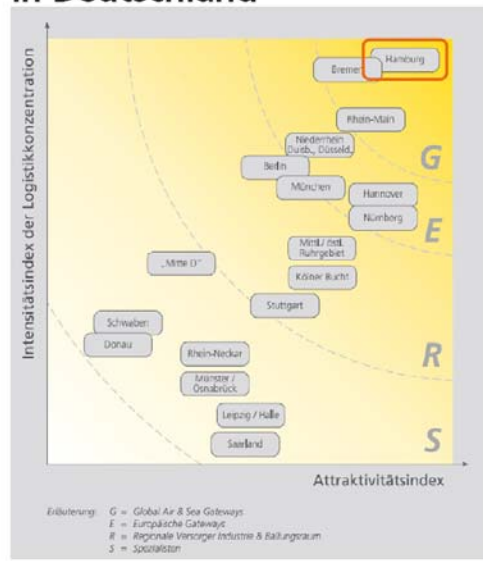 in Deutschland
Intensitätsindex der Logistikkonzentration
Hamburg
Bremen
Rhein-Main
Niederrhein
Duisb., Düsseld.
Berlin
München
Hannover
Nürnberg
Mittl./ östl.
Ruhrgebiet
„Mitte D"
Kölner Bucht
Stuttgart
Schwaben
Donau
Rhein-Neckar
Münster /
Osnabrück
Leipzig / Halle
Saarland
G
E
R
S
Attraktivitätsindex
Erläuterung: G = Global Air & Sea Gateways
E = Europäische Gateways
R = Regionale Versorger Industrie & Ballungsraum
S = Spezialisten